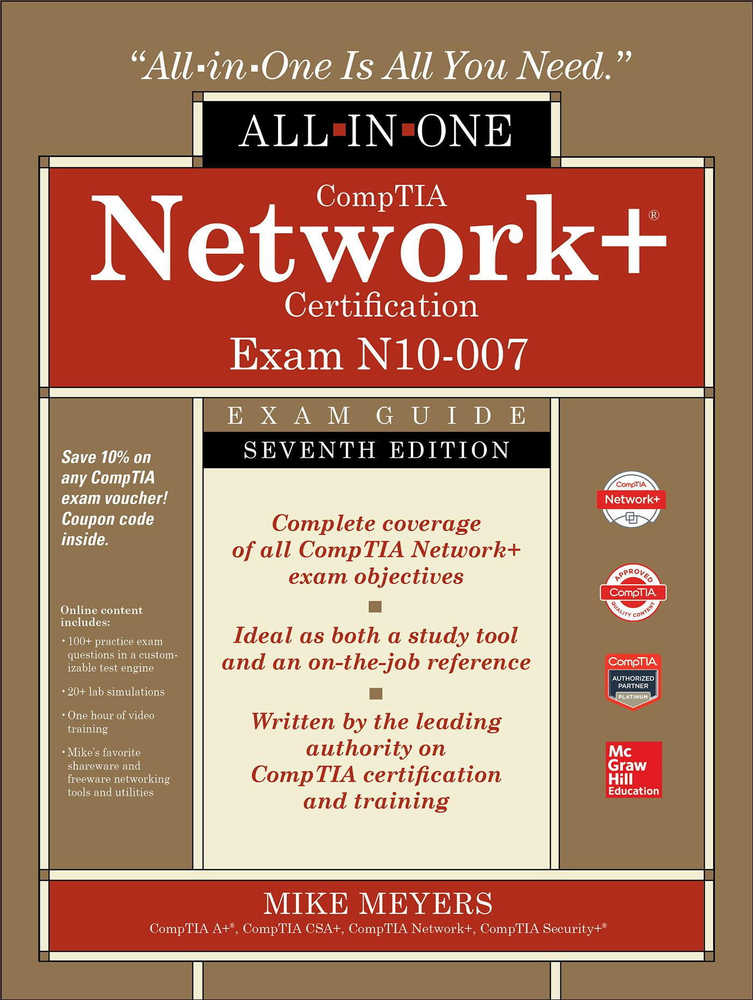 “All▪in▪One Is All You Need.”
ALL▪IN▪ONE
CompTIA
Network+®
Certification
Exam N10-007
EXAM GUIDE
SEVENTH EDITION
Save 10% on
any CompTIA
exam voucher!
Coupon code
inside.
Online content
includes:
• 100+ practice exam
questions in a custom-
izable test engine
• 20+ lab simulations
• One hour of video
training
• Mike’s favorite
shareware and
freeware networking
tools and utilities
Complete coverage
of all CompTIA Network+
exam objectives
■
Ideal as both a study tool
and an on-the-job reference
■
Written by the leading
authority on
CompTIA certification
and training
CompTIA
Network+
APPROVED
CompTIA
QUALITY CONTENT
CompTIA
AUTHORIZED
PARTNER
PLATINUM
Mc
Graw
Hill
Education
MIKE MEYERS
CompTIA A+®, CompTIA CSA+, CompTIA Network+, CompTIA Security+®